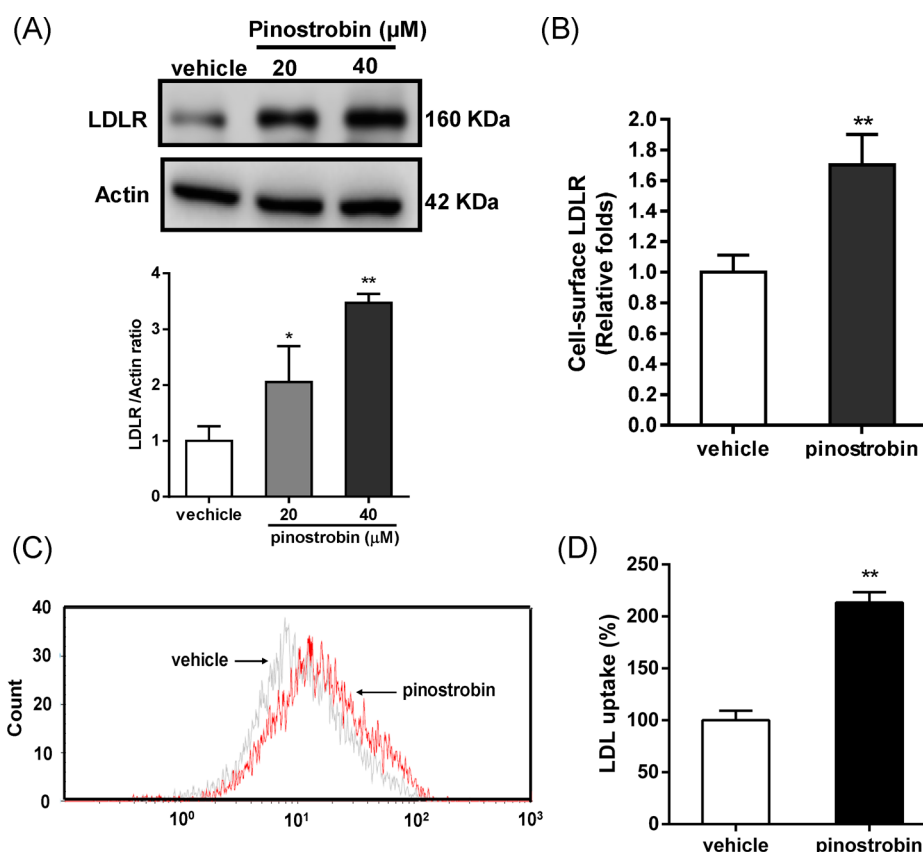 (A)
Pinostrobin (µM)
vehicle 20 40
LDLR 160 KDa
Actin 42 KDa
LDLR /Actin ratio
4
3
2
1
0
*
**
vechicle 20 40
pinostrobin (µM)
(B)
Cell-surface LDLR
(Relative folds)
2.0
1.8
1.6
1.4
1.2
1.0
0.8
0.6
0.4
0.2
0.0
**
vehicle pinostrobin
(C)
Count
40
30
20
10
0
vehicle
pinostrobin
10⁰ 10¹ 10² 10³
(D)
LDL uptake (%)
250
200
150
100
50
0
**
vehicle pinostrobin